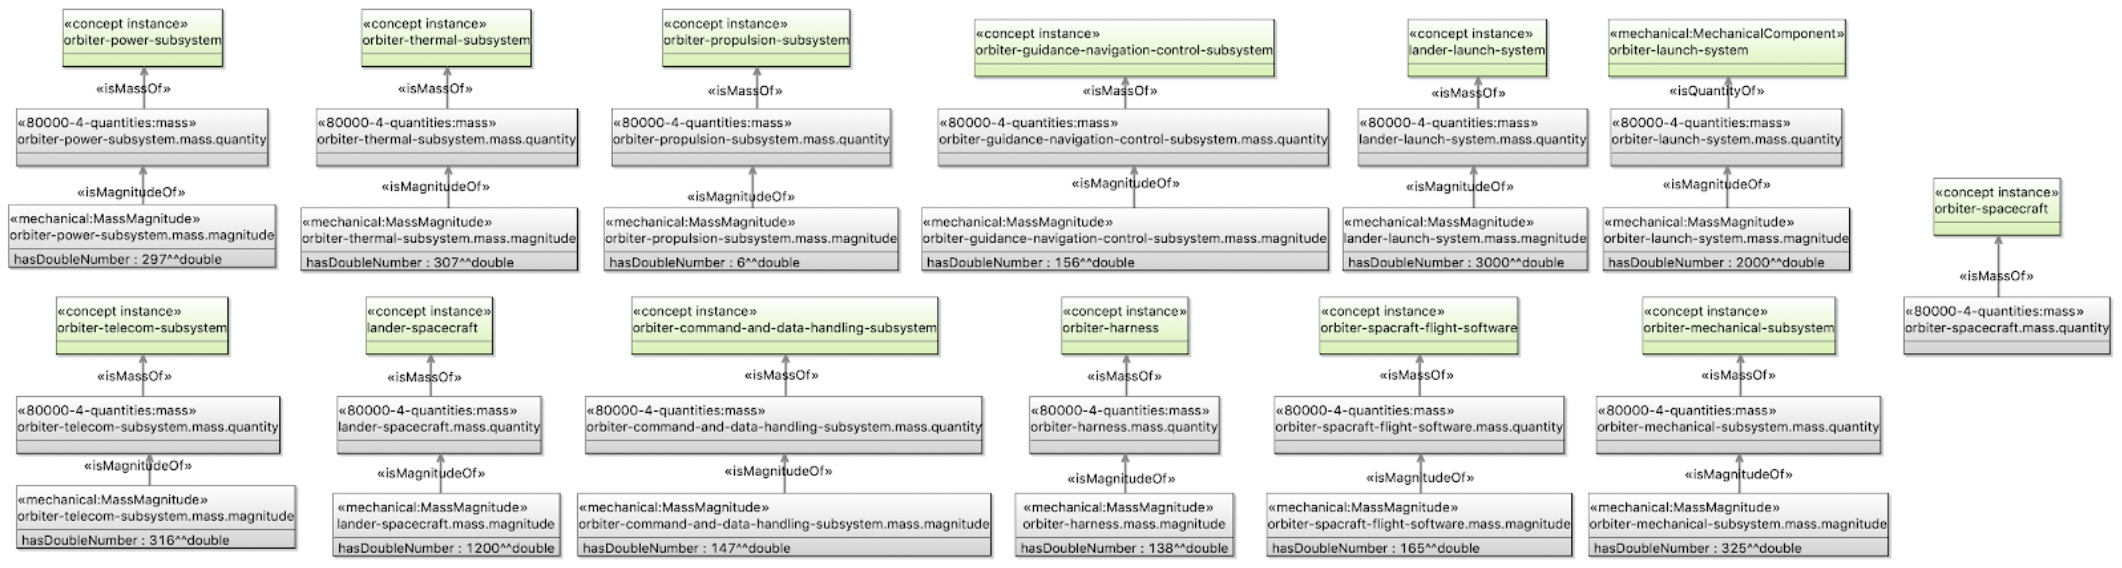 «concept instance»
orbiter-power-subsystem
«isMassOf»
«80000-4-quantities:mass»
orbiter-power-subsystem.mass.quantity
«isMagnitudeOf»
«mechanical:MassMagnitude»
orbiter-power-subsystem.mass.magnitude
hasDoubleNumber : 297^^double
«concept instance»
orbiter-thermal-subsystem
«isMassOf»
«80000-4-quantities:mass»
orbiter-thermal-subsystem.mass.quantity
«isMagnitudeOf»
«mechanical:MassMagnitude»
orbiter-thermal-subsystem.mass.magnitude
hasDoubleNumber : 307^^double
«concept instance»
orbiter-propulsion-subsystem
«isMassOf»
«80000-4-quantities:mass»
orbiter-propulsion-subsystem.mass.quantity
«isMagnitudeOf»
«mechanical:MassMagnitude»
orbiter-propulsion-subsystem.mass.magnitude
hasDoubleNumber : 6^^double
«concept instance»
orbiter-guidance-navigation-control-subsystem
«isMassOf»
«80000-4-quantities:mass»
orbiter-guidance-navigation-control-subsystem.mass.quantity
«isMagnitudeOf»
«mechanical:MassMagnitude»
orbiter-guidance-navigation-control-subsystem.mass.magnitude
hasDoubleNumber : 156^^double
«concept instance»
lander-launch-system
«isMassOf»
«80000-4-quantities:mass»
lander-launch-system.mass.quantity
«isMagnitudeOf»
«mechanical:MassMagnitude»
lander-launch-system.mass.magnitude
hasDoubleNumber : 3000^^double
«mechanical:MechanicalComponent»
orbiter-launch-system
«isQuantityOf»
«80000-4-quantities:mass»
orbiter-launch-system.mass.quantity
«isMagnitudeOf»
«mechanical:MassMagnitude»
orbiter-launch-system.mass.magnitude
hasDoubleNumber : 2000^^double
«concept instance»
orbiter-spacecraft
«isMassOf»
«80000-4-quantities:mass»
orbiter-spacecraft.mass.quantity
«concept instance»
orbiter-telecom-subsystem
«isMassOf»
«80000-4-quantities:mass»
orbiter-telecom-subsystem.mass.quantity
«isMagnitudeOf»
«mechanical:MassMagnitude»
orbiter-telecom-subsystem.mass.magnitude
hasDoubleNumber : 316^^double
«concept instance»
lander-spacecraft
«isMassOf»
«80000-4-quantities:mass»
lander-spacecraft.mass.quantity
«isMagnitudeOf»
«mechanical:MassMagnitude»
lander-spacecraft.mass.magnitude
hasDoubleNumber : 1200^^double
«concept instance»
orbiter-command-and-data-handling-subsystem
«isMassOf»
«80000-4-quantities:mass»
orbiter-command-and-data-handling-subsystem.mass.quantity
«isMagnitudeOf»
«mechanical:MassMagnitude»
orbiter-command-and-data-handling-subsystem.mass.magnitude
hasDoubleNumber : 147^^double
«concept instance»
orbiter-harness
«isMassOf»
«80000-4-quantities:mass»
orbiter-harness.mass.quantity
«isMagnitudeOf»
«mechanical:MassMagnitude»
orbiter-harness.mass.magnitude
hasDoubleNumber : 138^^double
«concept instance»
orbiter-spacraft-flight-software
«isMassOf»
«80000-4-quantities:mass»
orbiter-spacraft-flight-software.mass.quantity
«isMagnitudeOf»
«mechanical:MassMagnitude»
orbiter-spacraft-flight-software.mass.magnitude
hasDoubleNumber : 165^^double
«concept instance»
orbiter-mechanical-subsystem
«isMassOf»
«80000-4-quantities:mass»
orbiter-mechanical-subsystem.mass.quantity
«isMagnitudeOf»
«mechanical:MassMagnitude»
orbiter-mechanical-subsystem.mass.magnitude
hasDoubleNumber : 325^^double